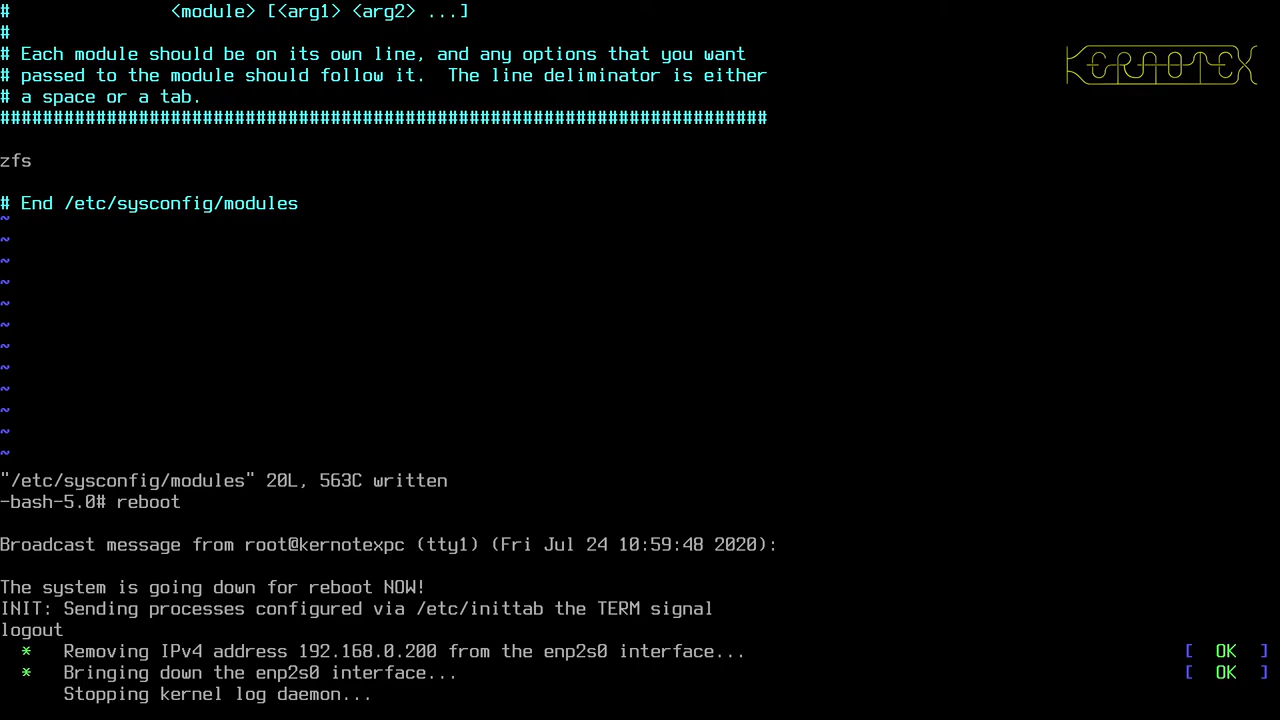 #                <module> [<arg1> <arg2> ...]
#
# Each module should be on its own line, and any options that you want
# passed to the module should follow it.  The line deliminator is either
# a space or a tab.
########################################################################
KERNOTEX
zfs
# End /etc/sysconfig/modules
~
~
~
~
~
~
~
~
~
~
~
~
"/etc/sysconfig/modules" 20L, 563C written
-bash-5.0# reboot
Broadcast message from root@kernotexpc (tty1) (Fri Jul 24 10:59:48 2020):
The system is going down for reboot NOW!
INIT: Sending processes configured via /etc/inittab the TERM signal
logout
  *   Removing IPv4 address 192.168.0.200 from the enp2s0 interface... [  OK  ]
  *   Bringing down the enp2s0 interface... [  OK  ]
      Stopping kernel log daemon...